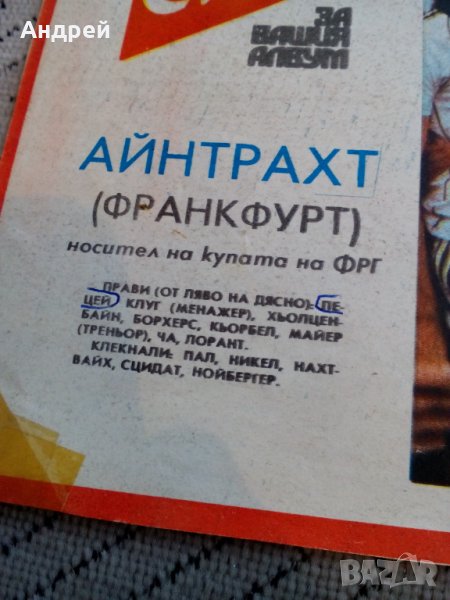 Андрей
ЗА
ВАШИЯ
АЛБУМ
АЙНТРАХТ
(ФРАНКФУРТ)
носител на купата на ФРГ
ПРАВИ (ОТ ЛЯВО НА ДЯСНО): ПЕ-
ЦЕЙ, КЛУГ (МЕНАЖЕР), ХЬОЛЦЕН-
БАЙН, БОРХЕРС, КЬОРБЕЛ, МАЙЕР
(ТРЕНЬОР), ЧА, ЛОРАНТ.
КЛЕКНАЛИ: ПАЛ, НИКЕЛ, НАХТ-
ВАЙХ, СЦИДАТ, НОЙБЕРГЕР.
BAZAR.bg